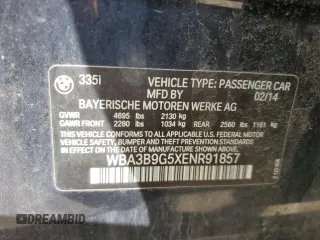 335i
VEHICLE TYPE: PASSENGER CAR
MFD BY
02/14
BAYERISCHE MOTOREN WERKE AG
GVWR 4695 LBS 2130 KG
GAWR FRONT 2280 LBS 1034 KG REAR 2560 LBS 1161 KG
THIS VEHICLE CONFORMS TO ALL APPLICABLE
U.S. FEDERAL MOTOR VEHICLE SAFETY, BUMPER,
AND THEFT PREVENTION STANDARDS IN EFFECT
ON THE DATE OF MANUFACTURE SHOWN ABOVE.
WBA3B9G5XENR91857
DREAMBID